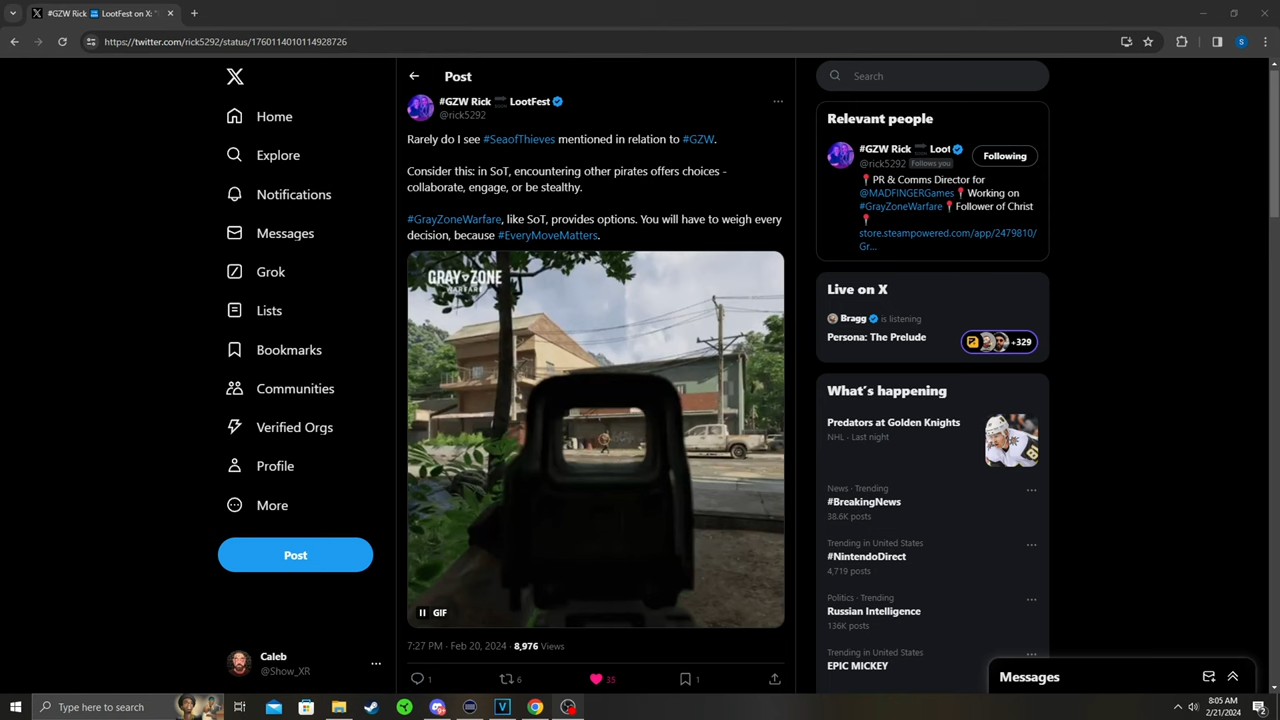 #GZW Rick LootFest on X: "
https://twitter.com/rick5292/status/1760114010114928726
S
Home
Explore
Notifications
Messages
Grok
Lists
Bookmarks
Communities
Verified Orgs
Profile
More
Post
Caleb
@Show_XR
Post
#GZW Rick LootFest
@rick5292
Rarely do I see #SeaofThieves mentioned in relation to #GZW.
Consider this: in SoT, encountering other pirates offers choices -
collaborate, engage, or be stealthy.
#GrayZoneWarfare, like SoT, provides options. You will have to weigh every
decision, because #EveryMoveMatters.
GRAY ZONE
WARFARE
GIF
7:27 PM · Feb 20, 2024 · 8,976 Views
1
6
35
1
Search
Relevant people
#GZW Rick Loot
@rick5292 Follows you
Following
PR & Comms Director for
@MADFINGERGames Working on
#GrayZoneWarfare Follower of Christ
store.steampowered.com/app/2479810/
Gr...
Live on X
Bragg is listening
Persona: The Prelude
+329
What's happening
Predators at Golden Knights
NHL · Last night
News · Trending
#BreakingNews
38.6K posts
Trending in United States
#NintendoDirect
4,719 posts
Politics · Trending
Russian Intelligence
136K posts
Trending in United States
EPIC MICKEY
Messages
Type here to search
8:05 AM
2/21/2024
2